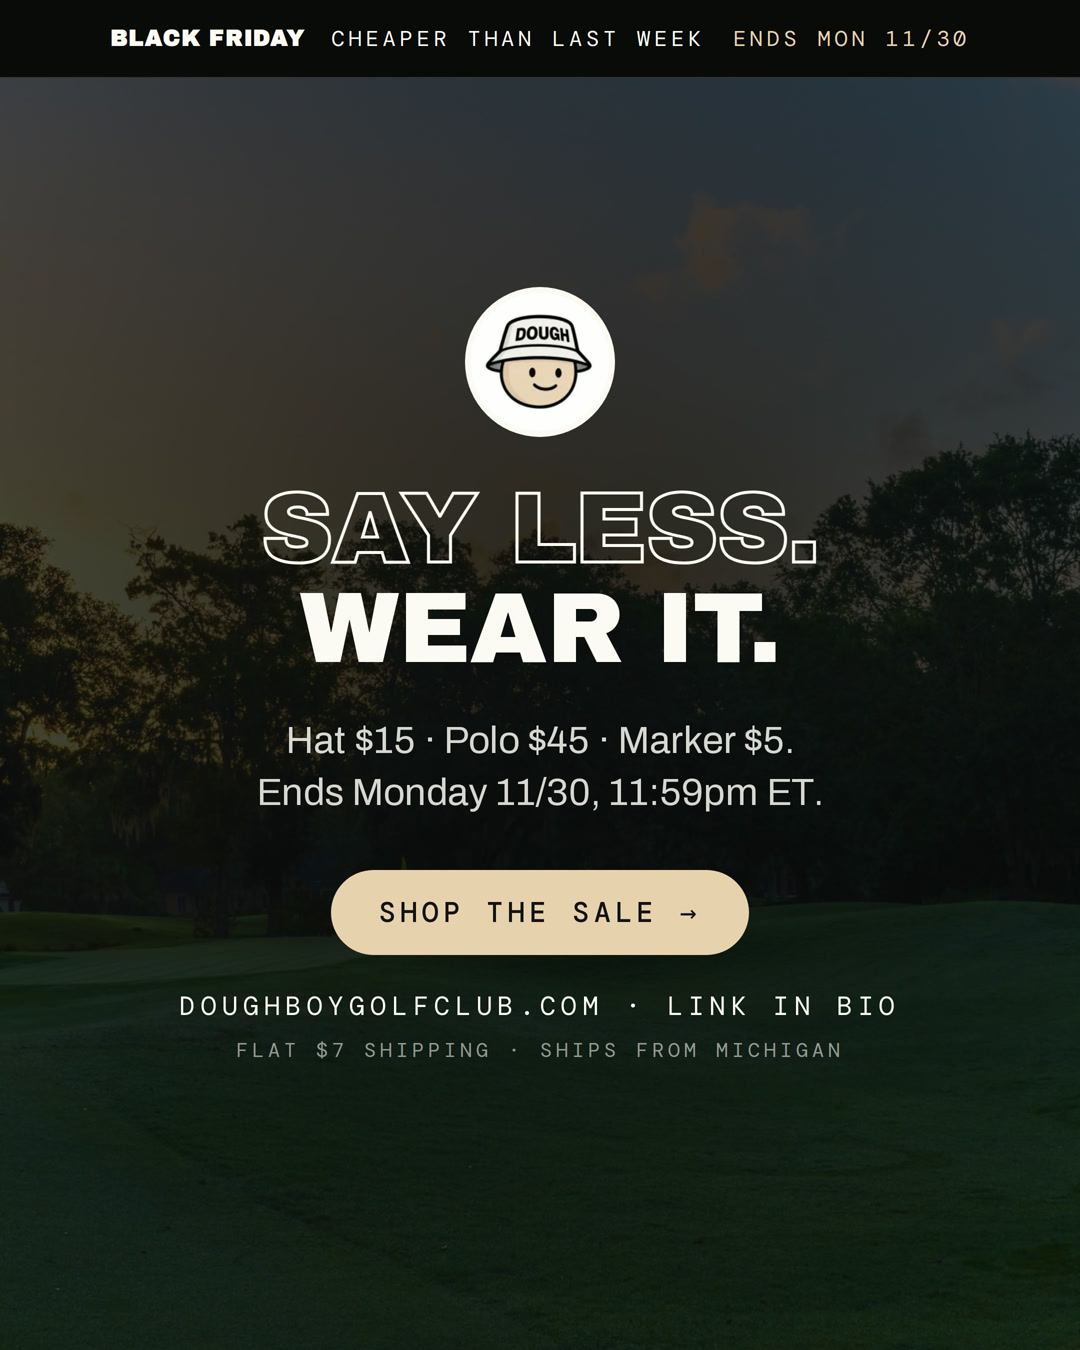 BLACK FRIDAY CHEAPER THAN LAST WEEK ENDS MON 11/30
DOUGH
SAY LESS.
WEAR IT.
Hat $15 · Polo $45 · Marker $5.
Ends Monday 11/30, 11:59pm ET.
SHOP THE SALE →
DOUGHBOYGOLFCLUB.COM · LINK IN BIO
FLAT $7 SHIPPING · SHIPS FROM MICHIGAN